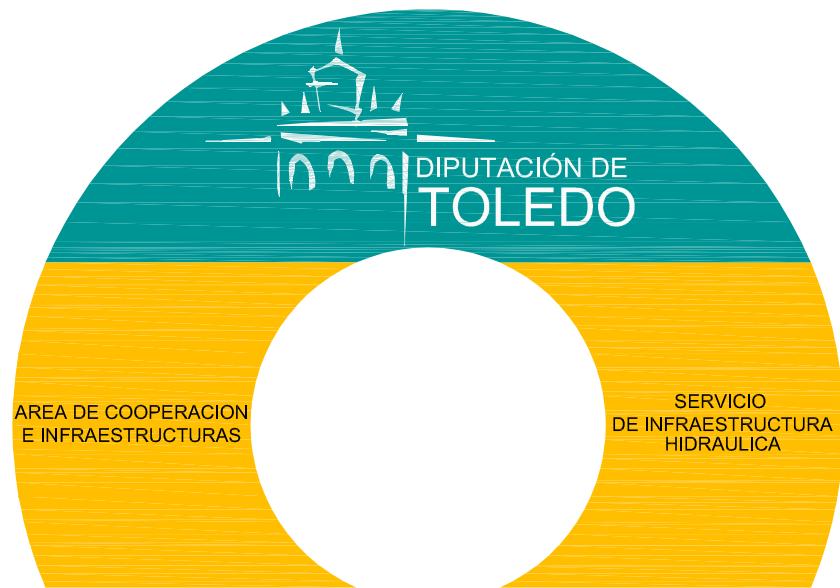 DIPUTACIÓN DE
TOLEDO
AREA DE COOPERACION
E INFRAESTRUCTURAS
SERVICIO
DE INFRAESTRUCTURA
HIDRAULICA